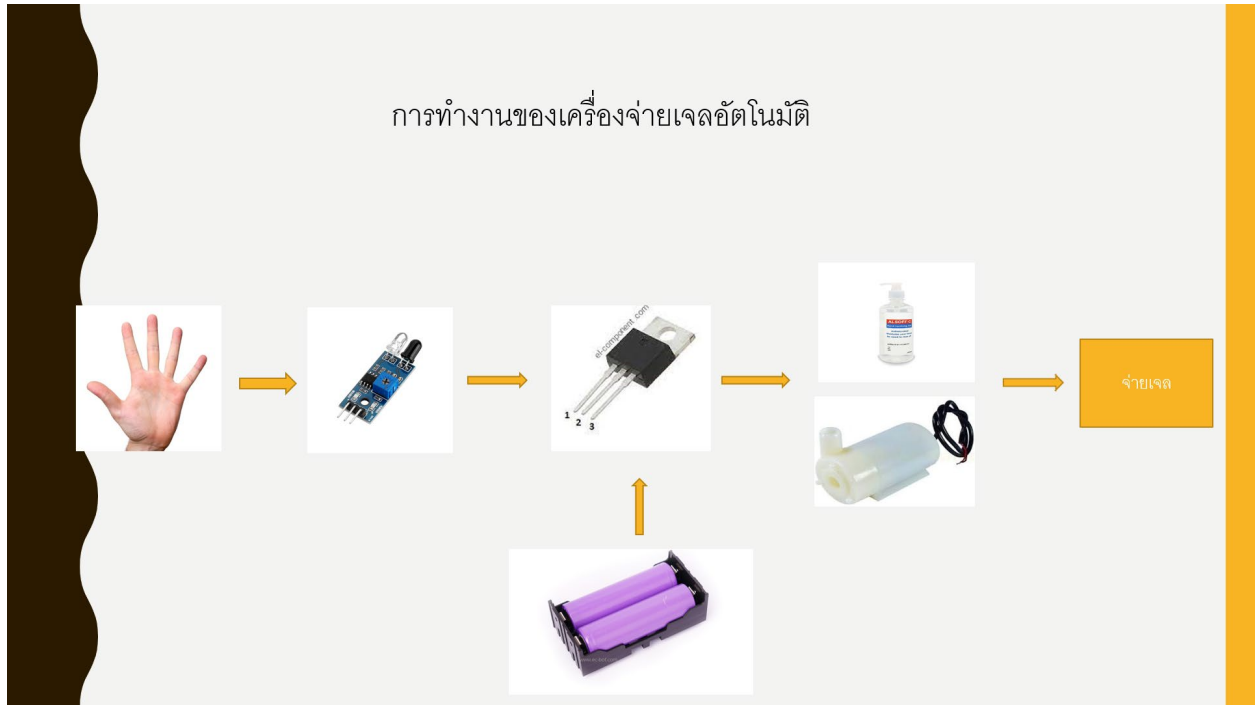 การทำงานของเครื่องจ่ายเจลอัตโนมัติ
el-component.com
1
2
3
จ่ายเจล